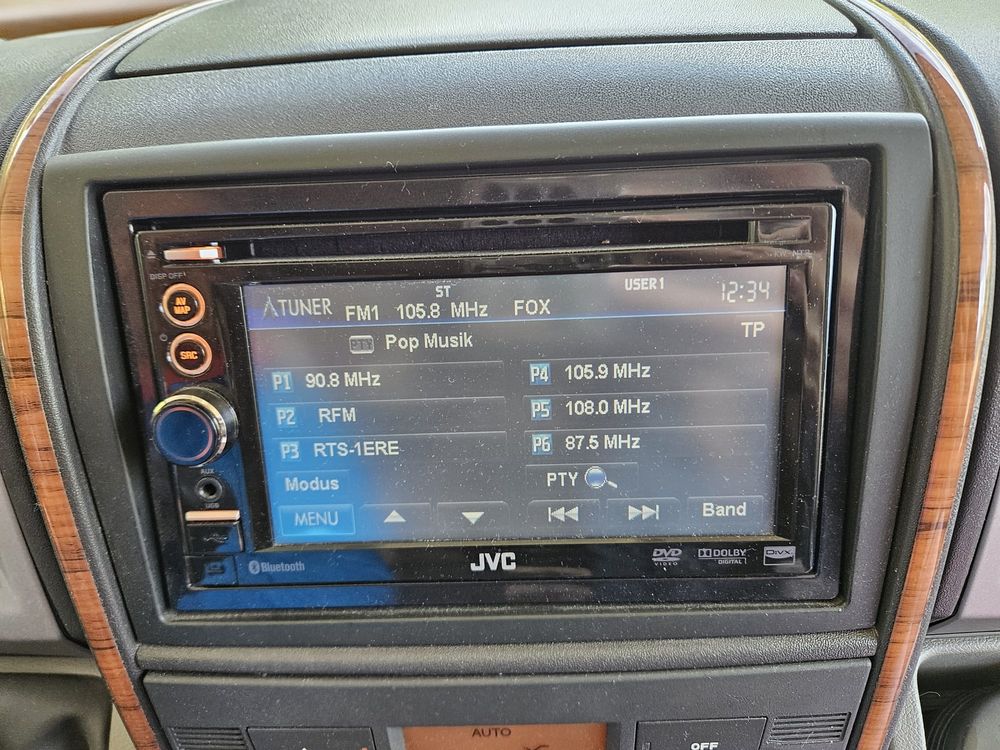 DISP OFF
AV
MAP
SRC
AUX
USB
TUNER FM1 ST 105.8 MHz FOX USER1 12:34
Pop Musik TP
P1 90.8 MHz P4 105.9 MHz
P2 RFM P5 108.0 MHz
P3 RTS-1ERE P6 87.5 MHz
Modus PTY
MENU Band
Bluetooth JVC DVD VIDEO DOLBY DIGITAL DIVX
AUTO
OFF